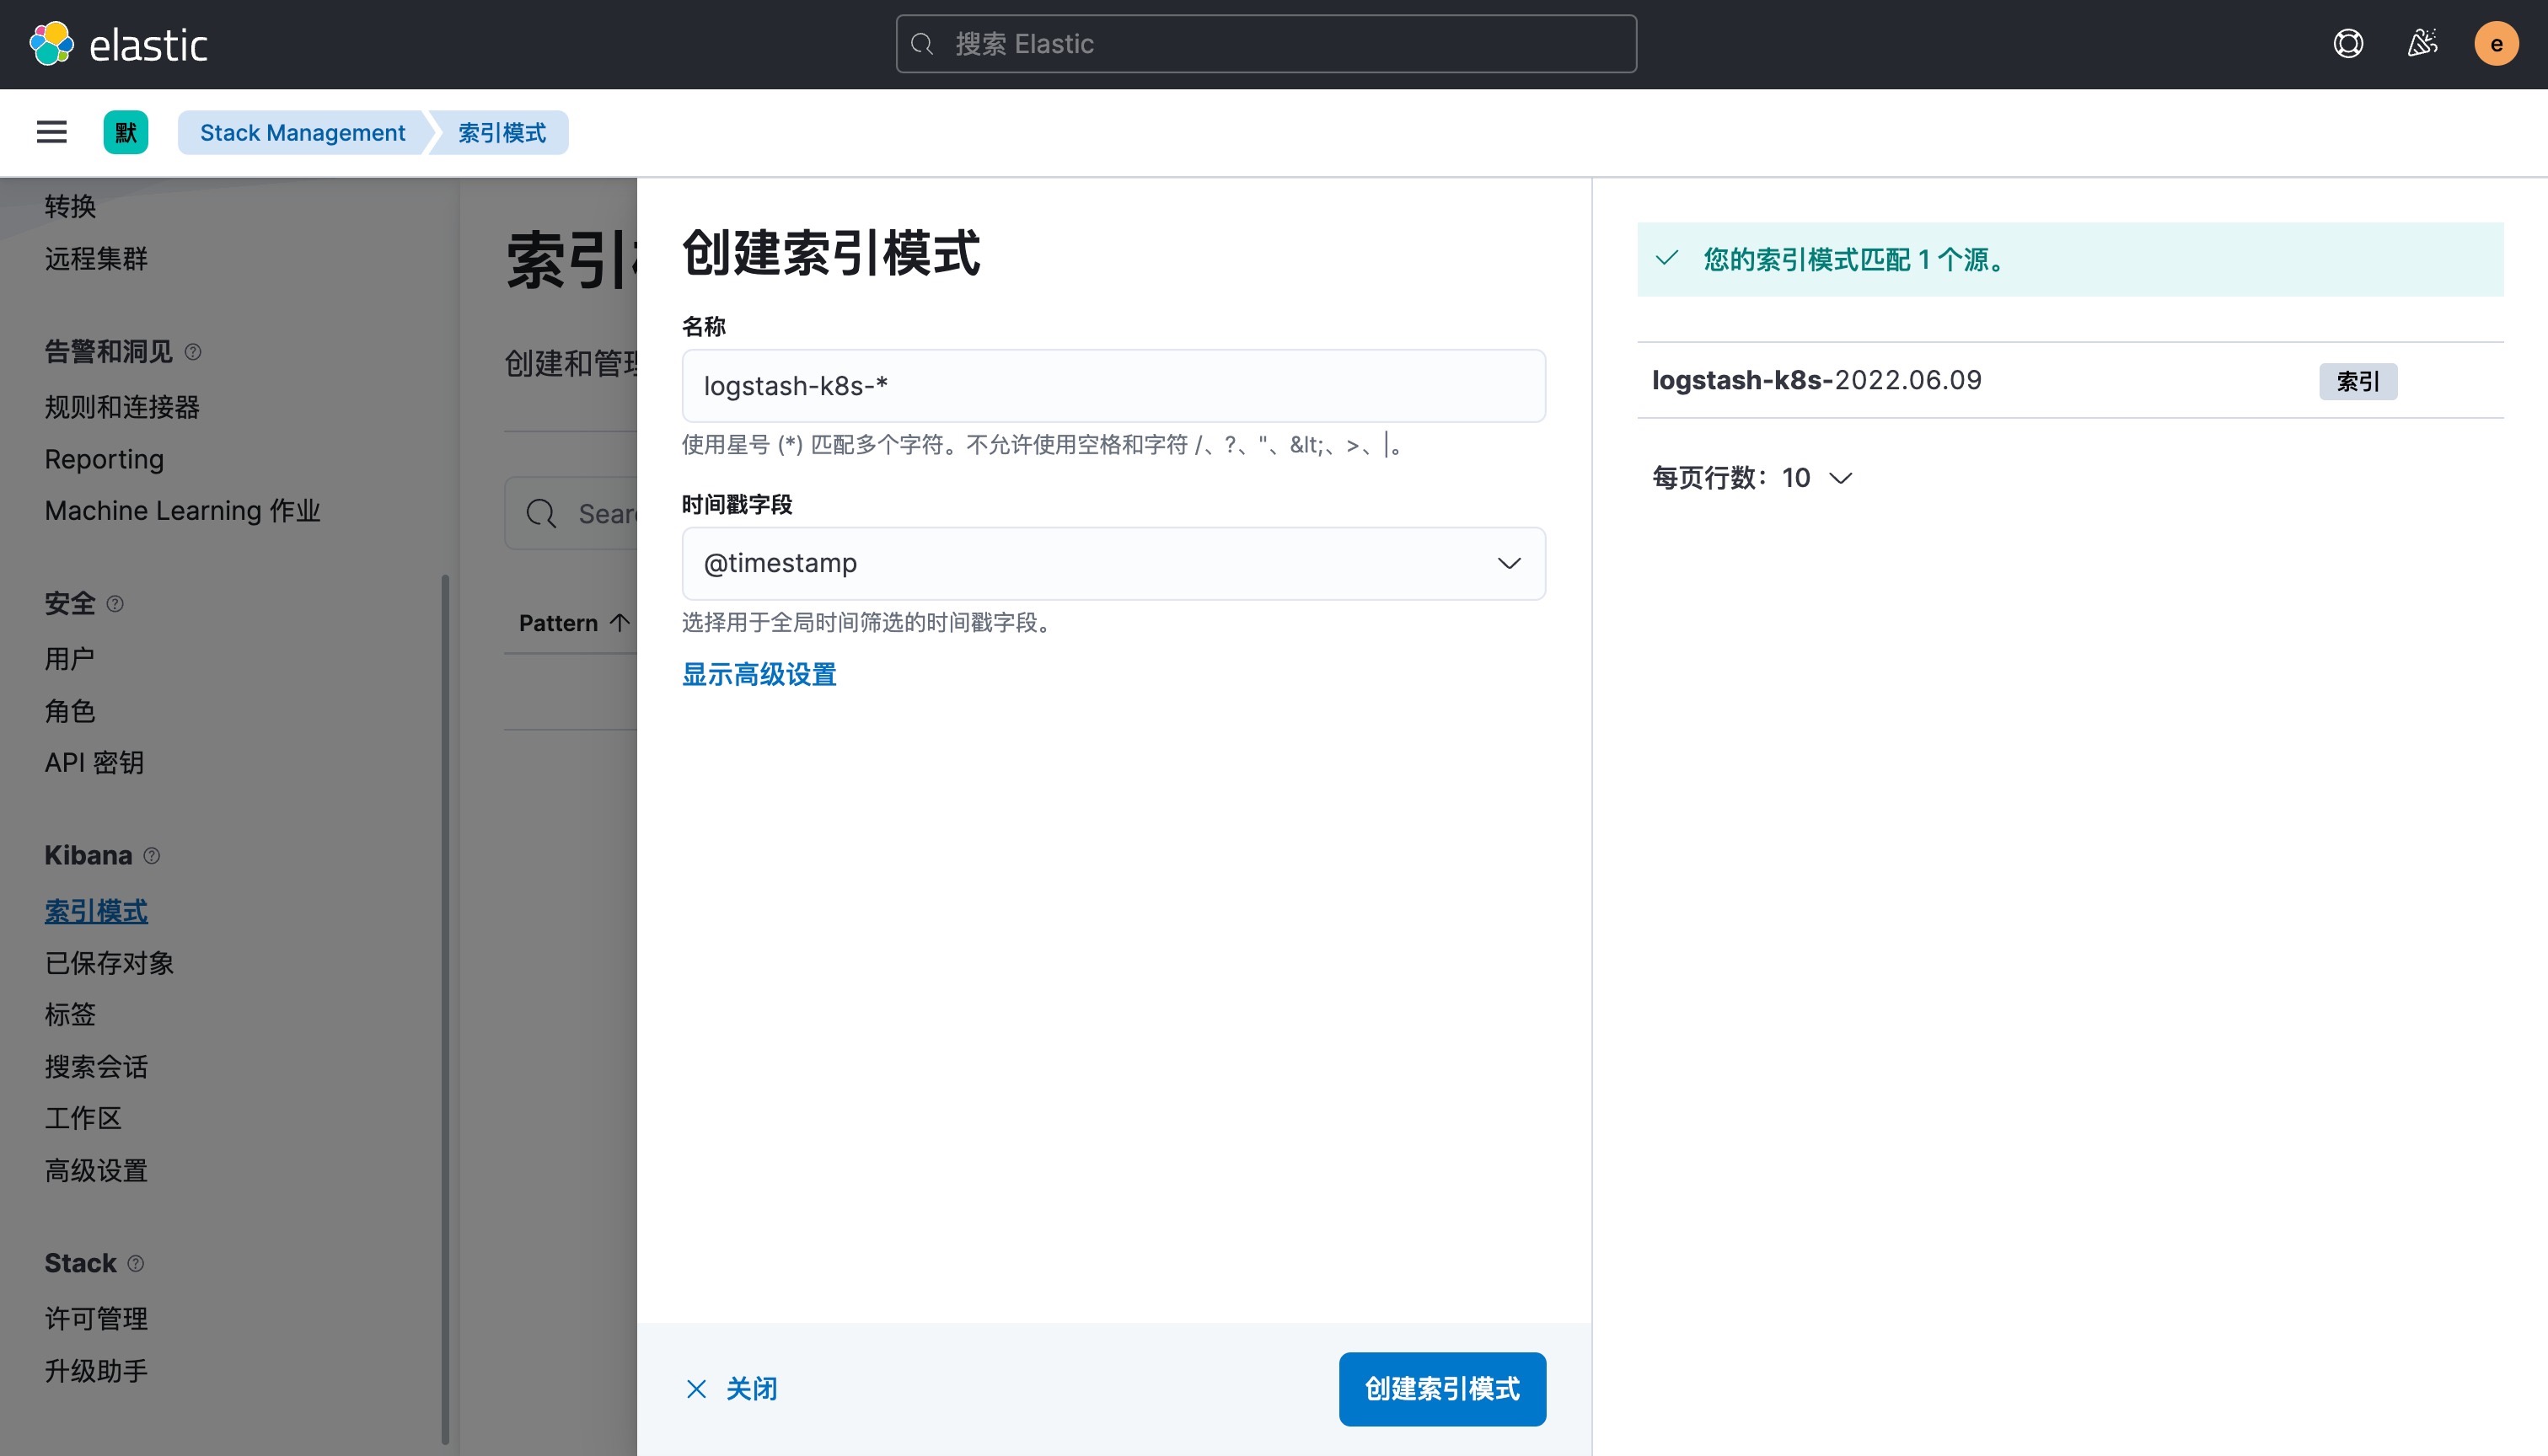 elastic
搜索 Elastic
e
默
Stack Management
索引模式
转换
远程集群
告警和洞见
规则和连接器
Reporting
Machine Learning 作业
安全
用户
角色
API 密钥
Kibana
索引模式
已保存对象
标签
搜索会话
工作区
高级设置
Stack
许可管理
升级助手
索引
创建和管理
Sear
Pattern
创建索引模式
名称
logstash-k8s-*
使用星号 (*) 匹配多个字符。不允许使用空格和字符 /、?、"、&lt;、>、|。
时间戳字段
@timestamp
选择用于全局时间筛选的时间戳字段。
显示高级设置
关闭
创建索引模式
您的索引模式匹配 1 个源。
logstash-k8s-2022.06.09
索引
每页行数：10